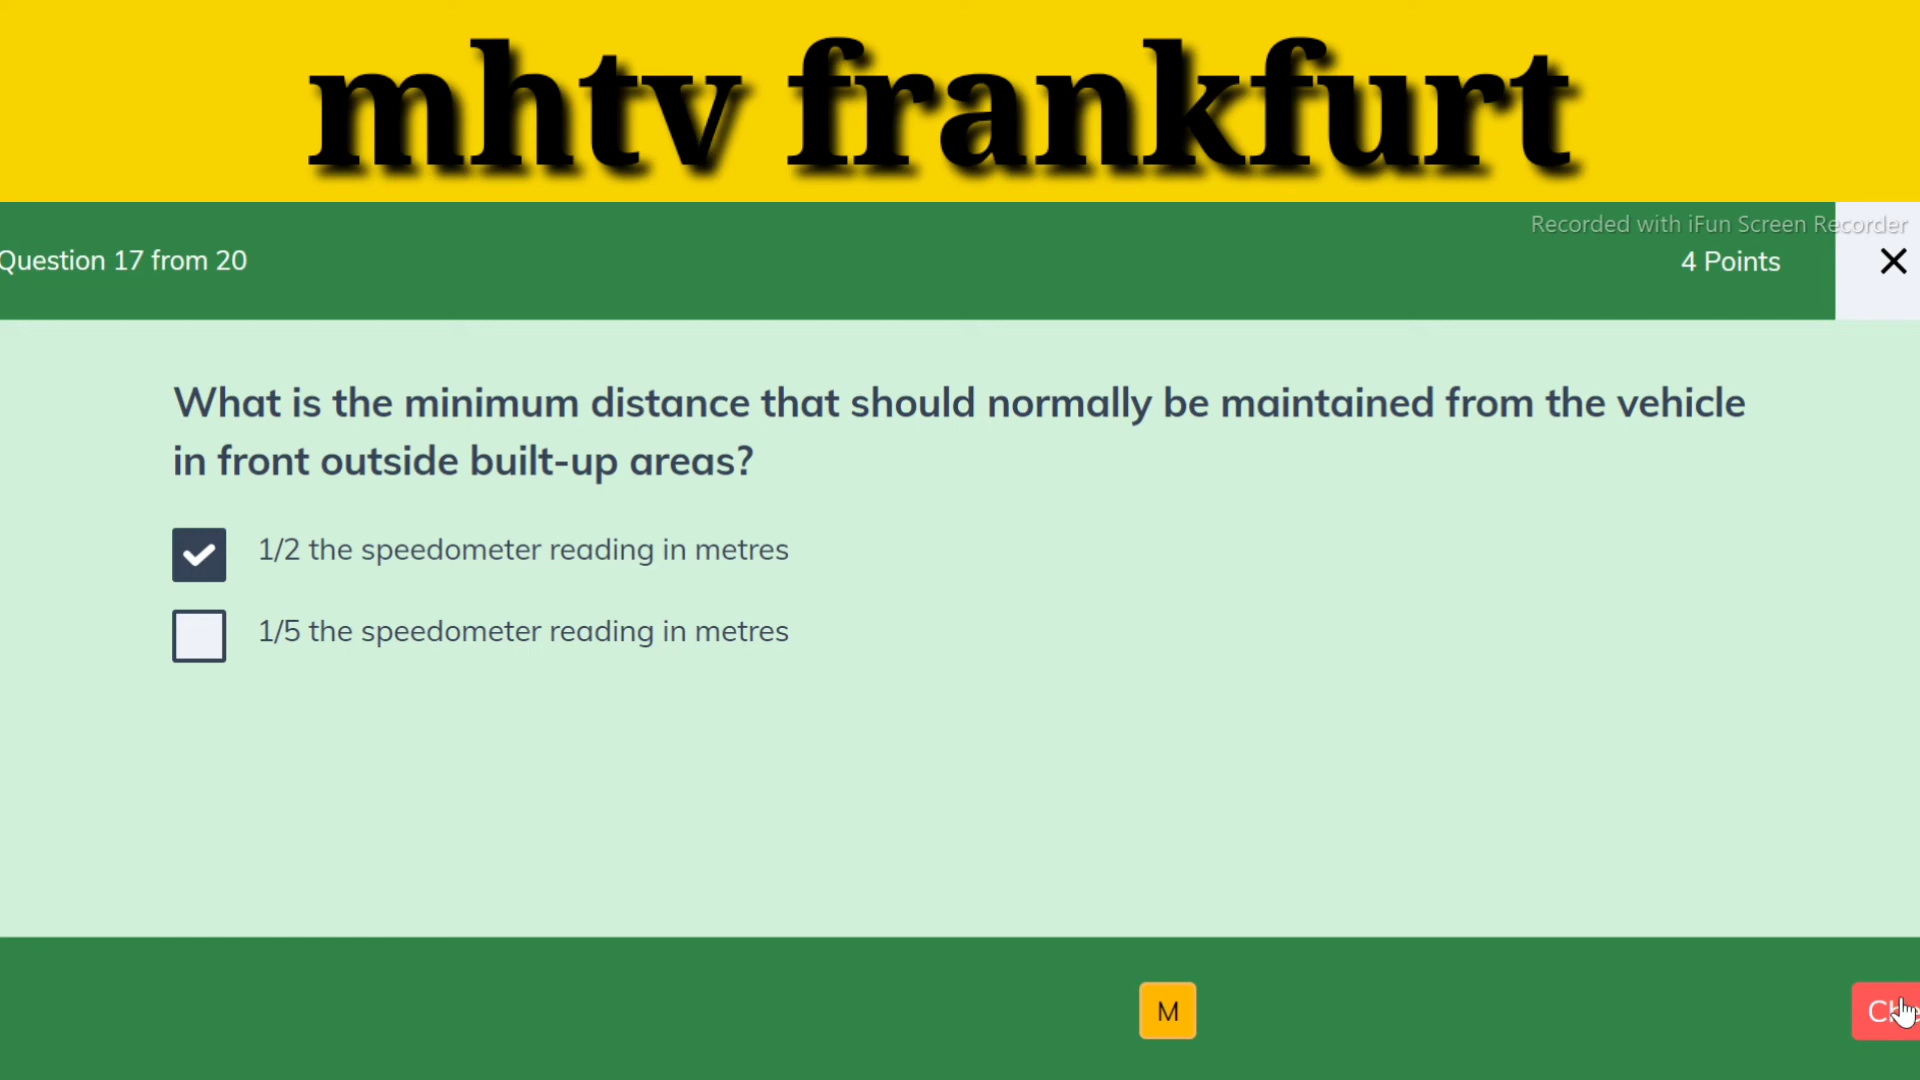 mhtv frankfurt
Recorded with iFun Screen Recorder
Question 17 from 20
4 Points
What is the minimum distance that should normally be maintained from the vehicle
in front outside built-up areas?
1/2 the speedometer reading in metres
1/5 the speedometer reading in metres
M